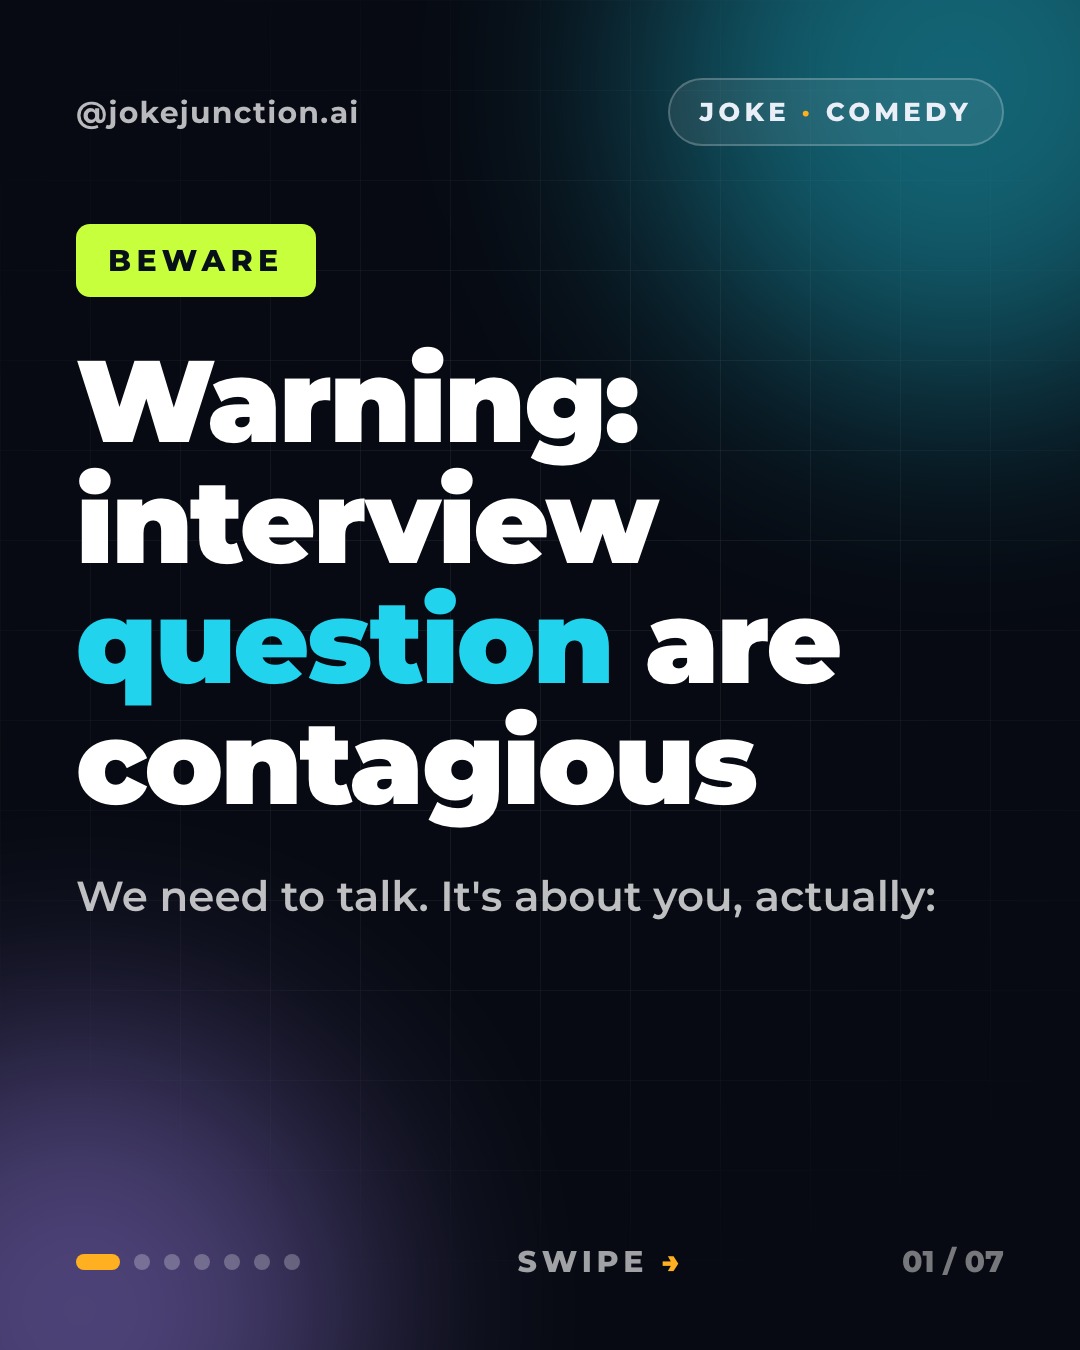 @jokejunction.ai
JOKE • COMEDY
BEWARE
Warning:
interview
question are
contagious
We need to talk. It's about you, actually:
SWIPE →
01 / 07